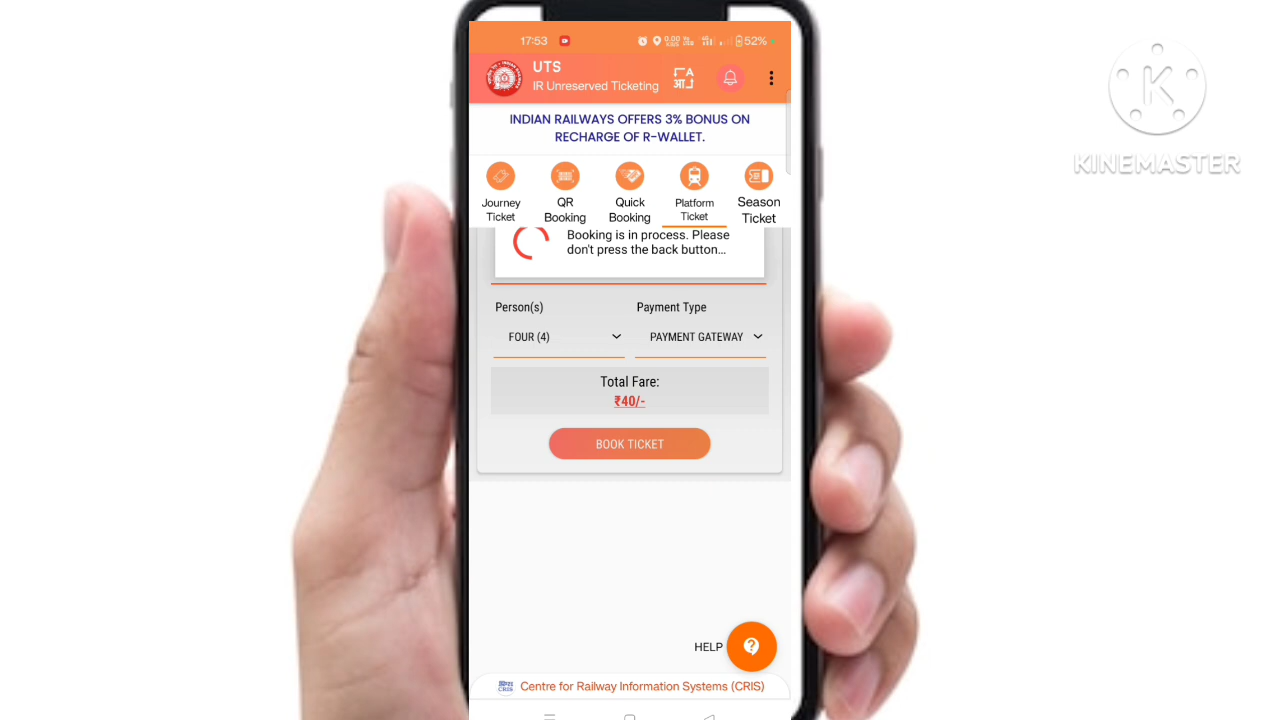 17:53
52%
UTS
IR Unreserved Ticketing
A
आ
INDIAN RAILWAYS OFFERS 3% BONUS ON
RECHARGE OF R-WALLET.
Journey
Ticket
QR
Booking
Quick
Booking
Platform
Ticket
Season
Ticket
Booking is in process. Please
don't press the back button...
Person(s)
Payment Type
FOUR (4)
PAYMENT GATEWAY
Total Fare:
₹40/-
BOOK TICKET
HELP
CRIS
Centre for Railway Information Systems (CRIS)
K
KINEMASTER